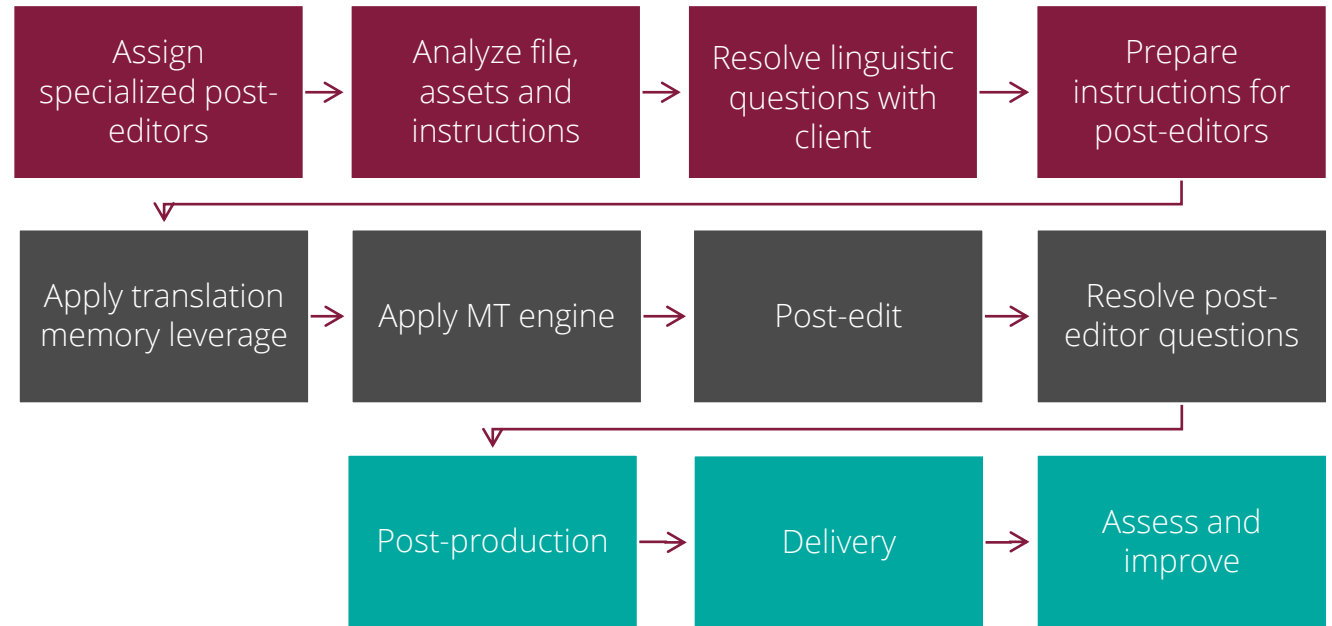 Assign
specialized post-
editors
Analyze file,
assets and
instructions
Resolve linguistic
questions with
client
Prepare
instructions for
post-editors
Apply translation
memory leverage
Apply MT engine
Post-edit
Resolve post-
editor questions
Post-production
Delivery
Assess and
improve